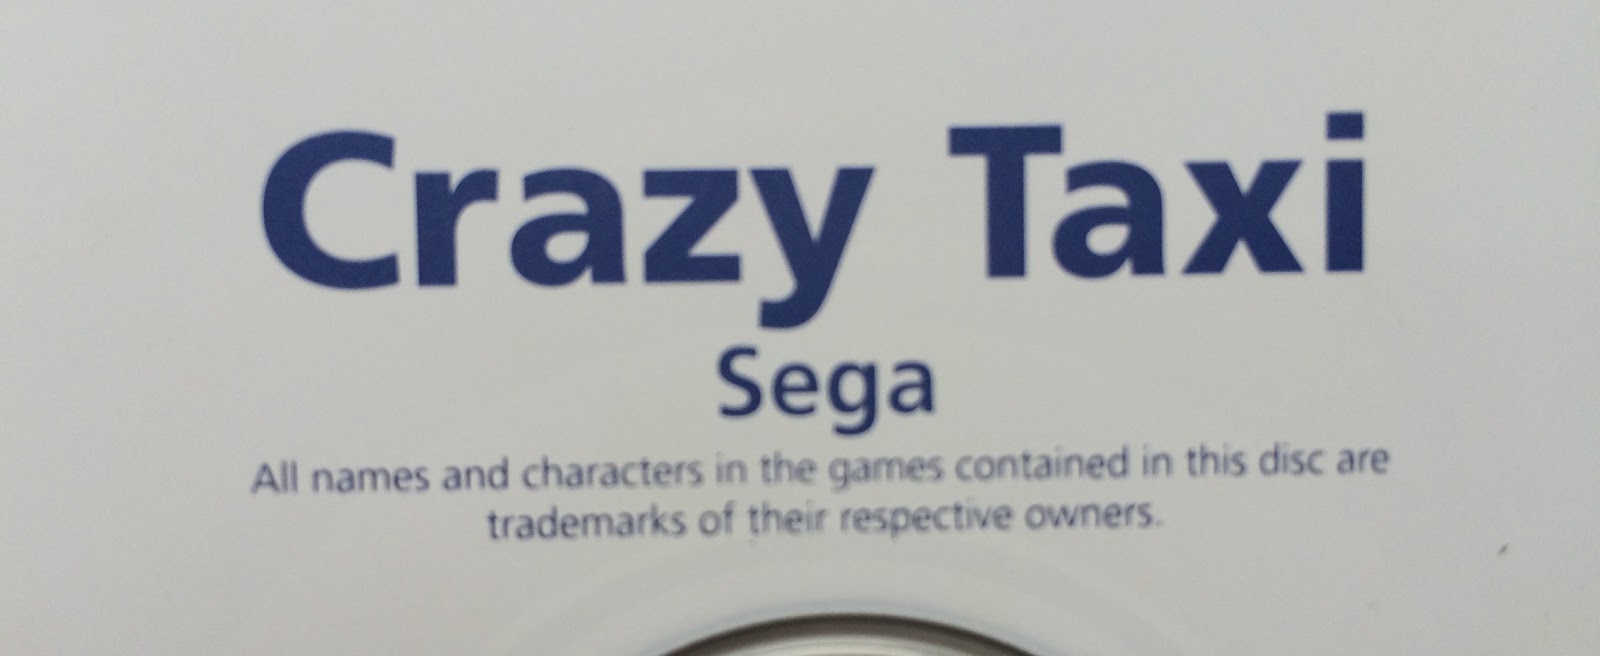 Crazy Taxi
Sega
All names and characters in the games contained in this disc are
trademarks of their respective owners.